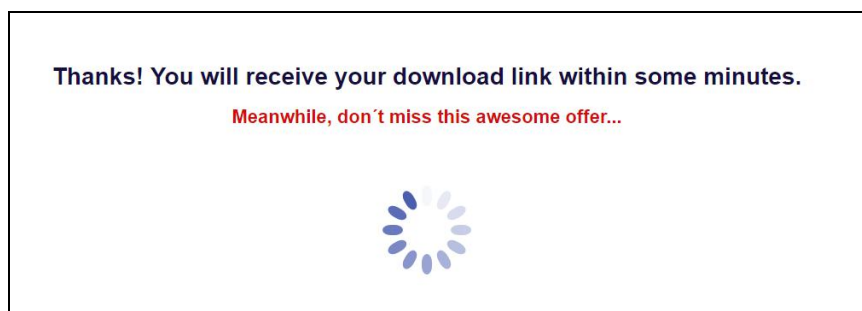 Thanks! You will receive your download link within some minutes.
Meanwhile, don´t miss this awesome offer...